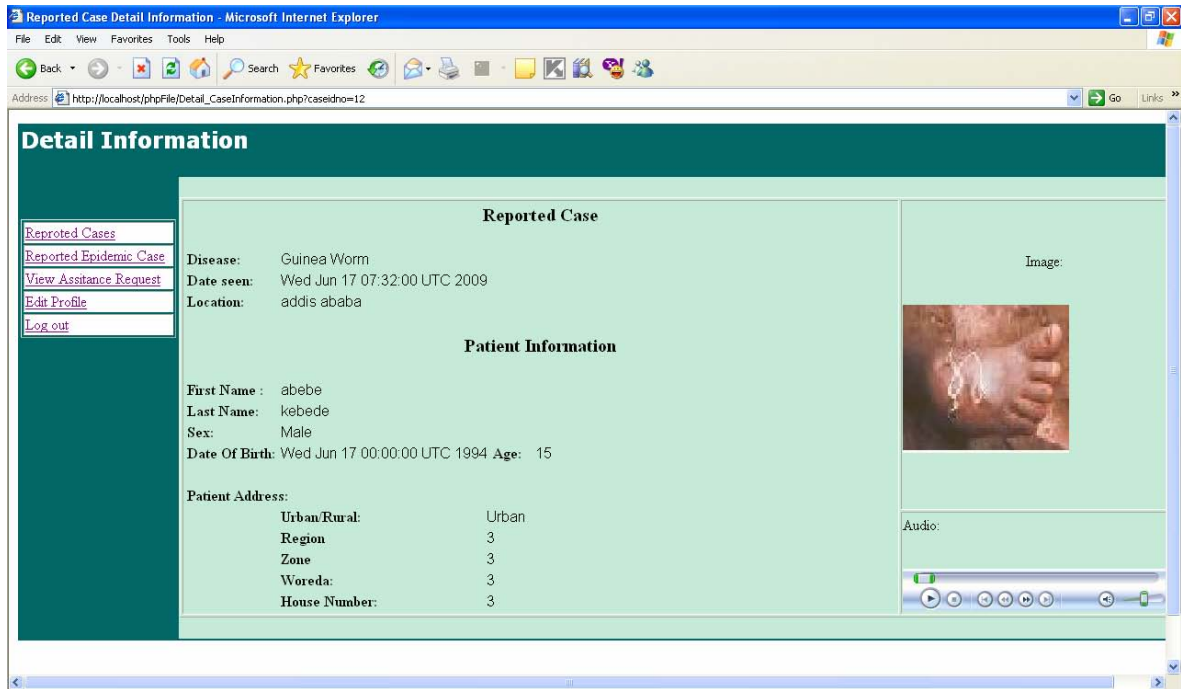 Reported Case Detail Information - Microsoft Internet Explorer
File Edit View Favorites Tools Help
Back Search Favorites
Address http://localhost/phpFile/Detail_CaseInformation.php?caseidno=12 Go Links »
Detail Information
Reproted Cases
Reported Epidemic Case
View Assitance Request
Edit Profile
Log out
Reported Case
Disease: Guinea Worm
Date seen: Wed Jun 17 07:32:00 UTC 2009
Location: addis ababa
Patient Information
First Name : abebe
Last Name: kebede
Sex: Male
Date Of Birth: Wed Jun 17 00:00:00 UTC 1994 Age: 15
Patient Address:
Urban/Rural: Urban
Region 3
Zone 3
Woreda: 3
House Number: 3
Image:
Audio: